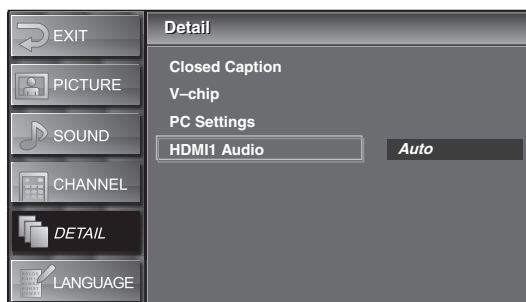 EXIT
PICTURE
SOUND
CHANNEL
DETAIL
LANGUAGE
Detail
Closed Caption
V–chip
PC Settings
HDMI1 Audio Auto